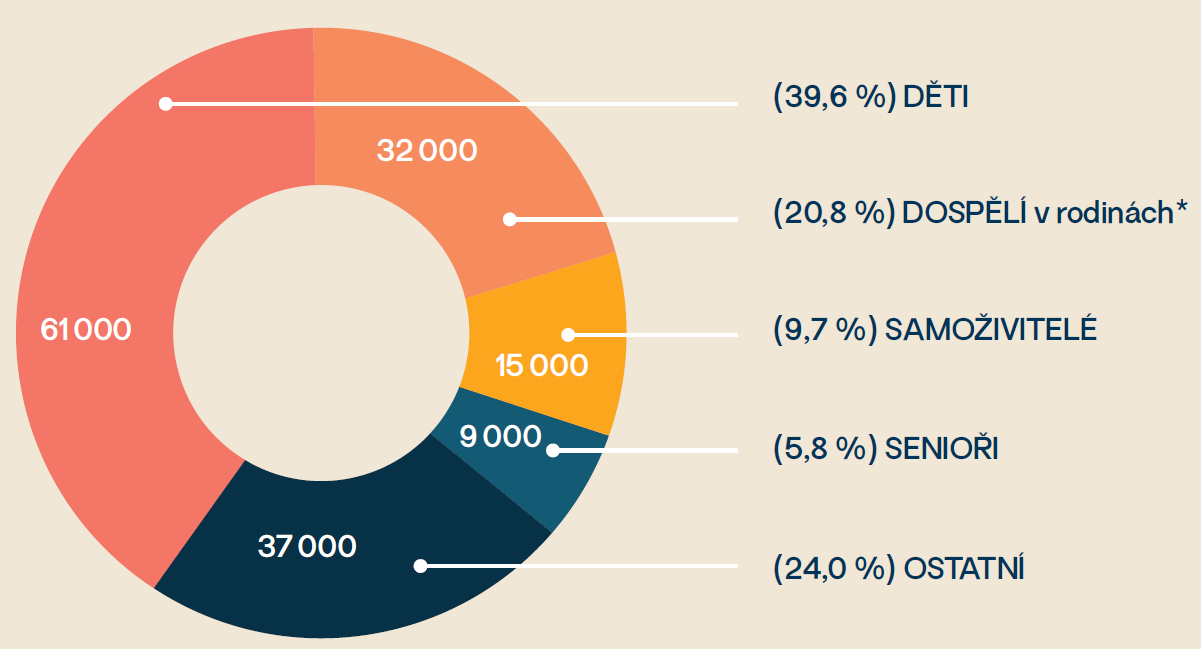 (39,6 %) DĚTI
32 000
(20,8 %) DOSPĚLÍ v rodinách*
61 000
(9,7 %) SAMOŽIVITELÉ
15 000
9 000
(5,8 %) SENIOŘI
37 000
(24,0 %) OSTATNÍ